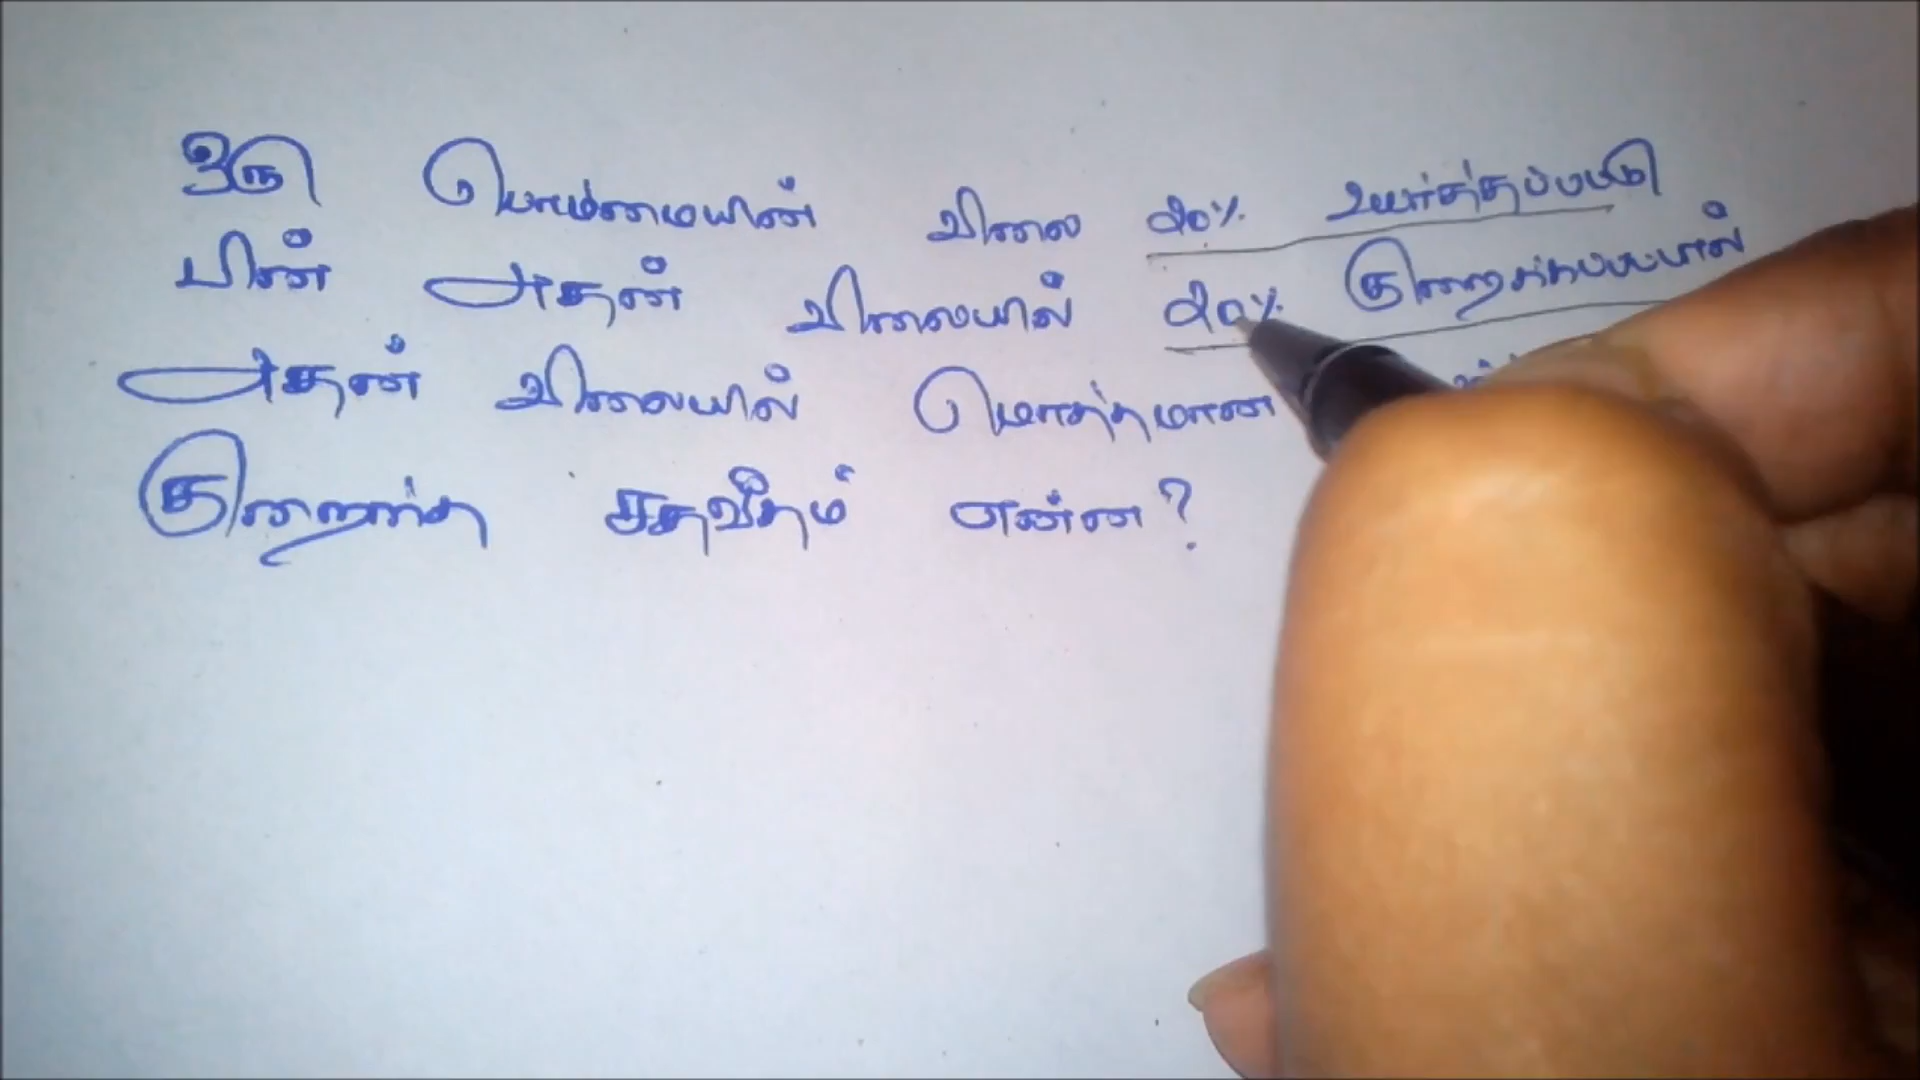 ஒரு பொம்மையின் விலை 20% உயர்த்தப்பட்டு
பின் அதன் விலையில் 20% குறைக்கப்பட்டால்
அதன் விலையில் மொத்தமான
குறைந்த சதவீதம் என்ன?